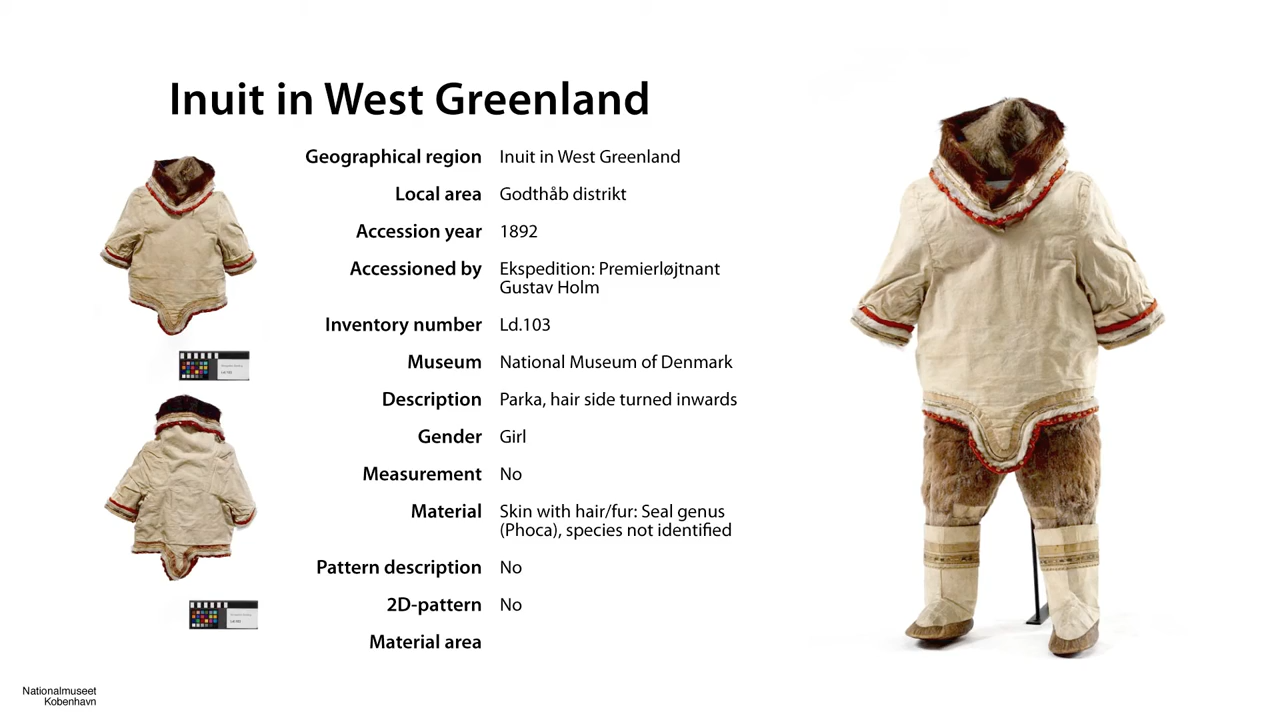 Inuit in West Greenland
Geographical region Inuit in West Greenland
Local area Godthåb distrikt
Accession year 1892
Accessioned by Ekspedition: Premierløjtnant
Gustav Holm
Inventory number Ld.103
Museum National Museum of Denmark
Description Parka, hair side turned inwards
Gender Girl
Measurement No
Material Skin with hair/fur: Seal genus
(Phoca), species not identified
Pattern description No
2D-pattern No
Material area
Nationalmuseet
Kobenhavn